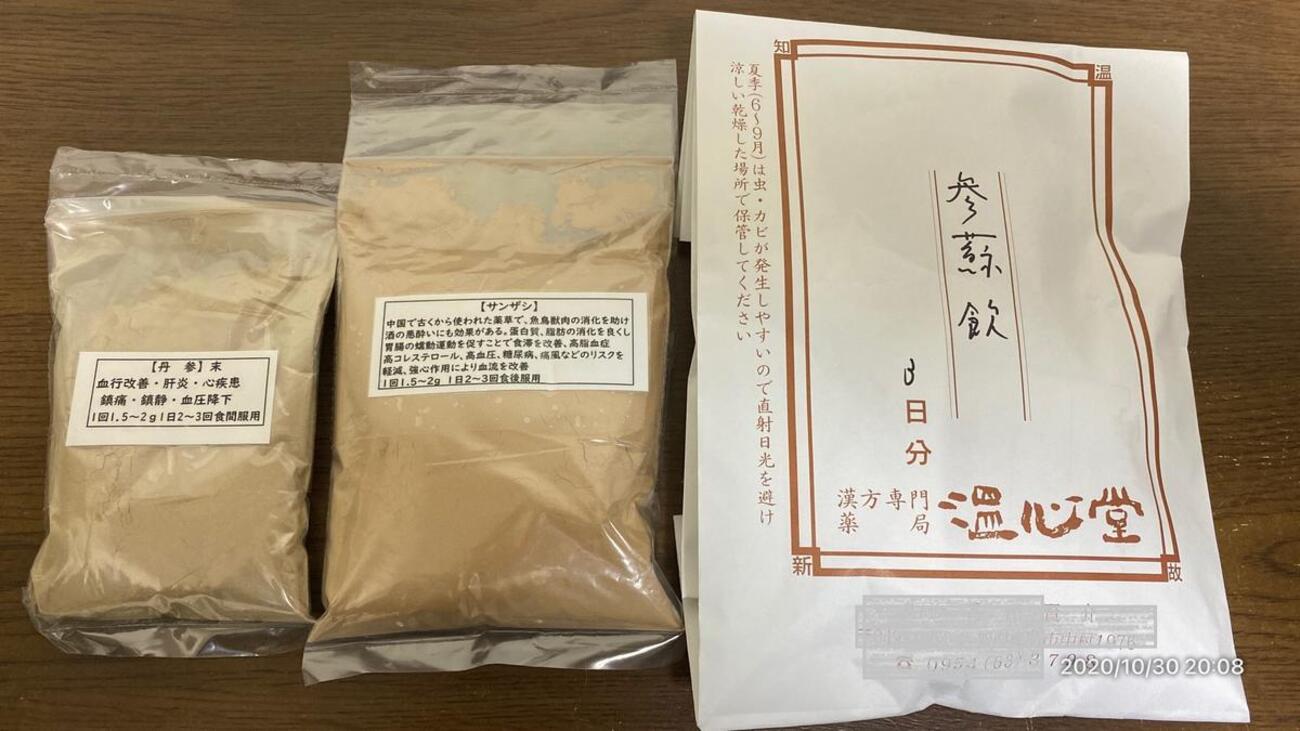 【丹 参】末
血行改善・肝炎・心疾患
鎮痛・鎮静・血圧降下
1回1.5～2g1日2～3回食間服用
【サンザシ】
中国で古くから使われた薬草で、魚鳥獣肉の消化を助け
酒の悪酔いにも効果がある。蛋白質、脂肪の消化を良くし
胃腸の蠕動運動を促すことで食滞を改善、高脂血症
高コレステロール、高血圧、糖尿病、痛風などのリスクを
軽減、強心作用により血流を改善
1回1.5～2g 1日2～3回食後服用
知
温
夏季(6～9月)は虫・カビが発生しやすいので直射日光を避け
涼しい乾燥した場所で保管してください
参蘇飲
3日分
漢方専門
薬局
温心堂
新
故
2020/10/30 20:08